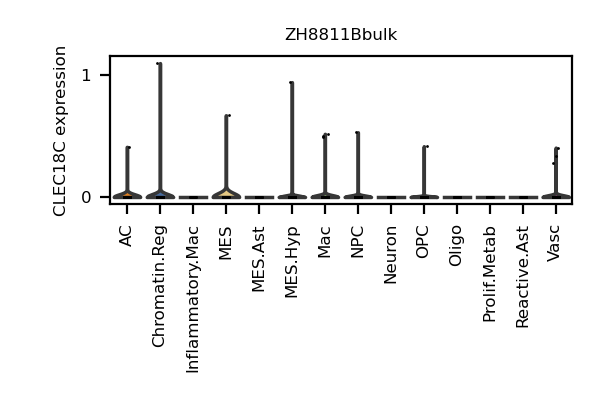 ZH8811Bbulk
CLEC18C expression
1
0
AC
Chromatin.Reg
Inflammatory.Mac
MES
MES.Ast
MES.Hyp
Mac
NPC
Neuron
OPC
Oligo
Prolif.Metab
Reactive.Ast
Vasc